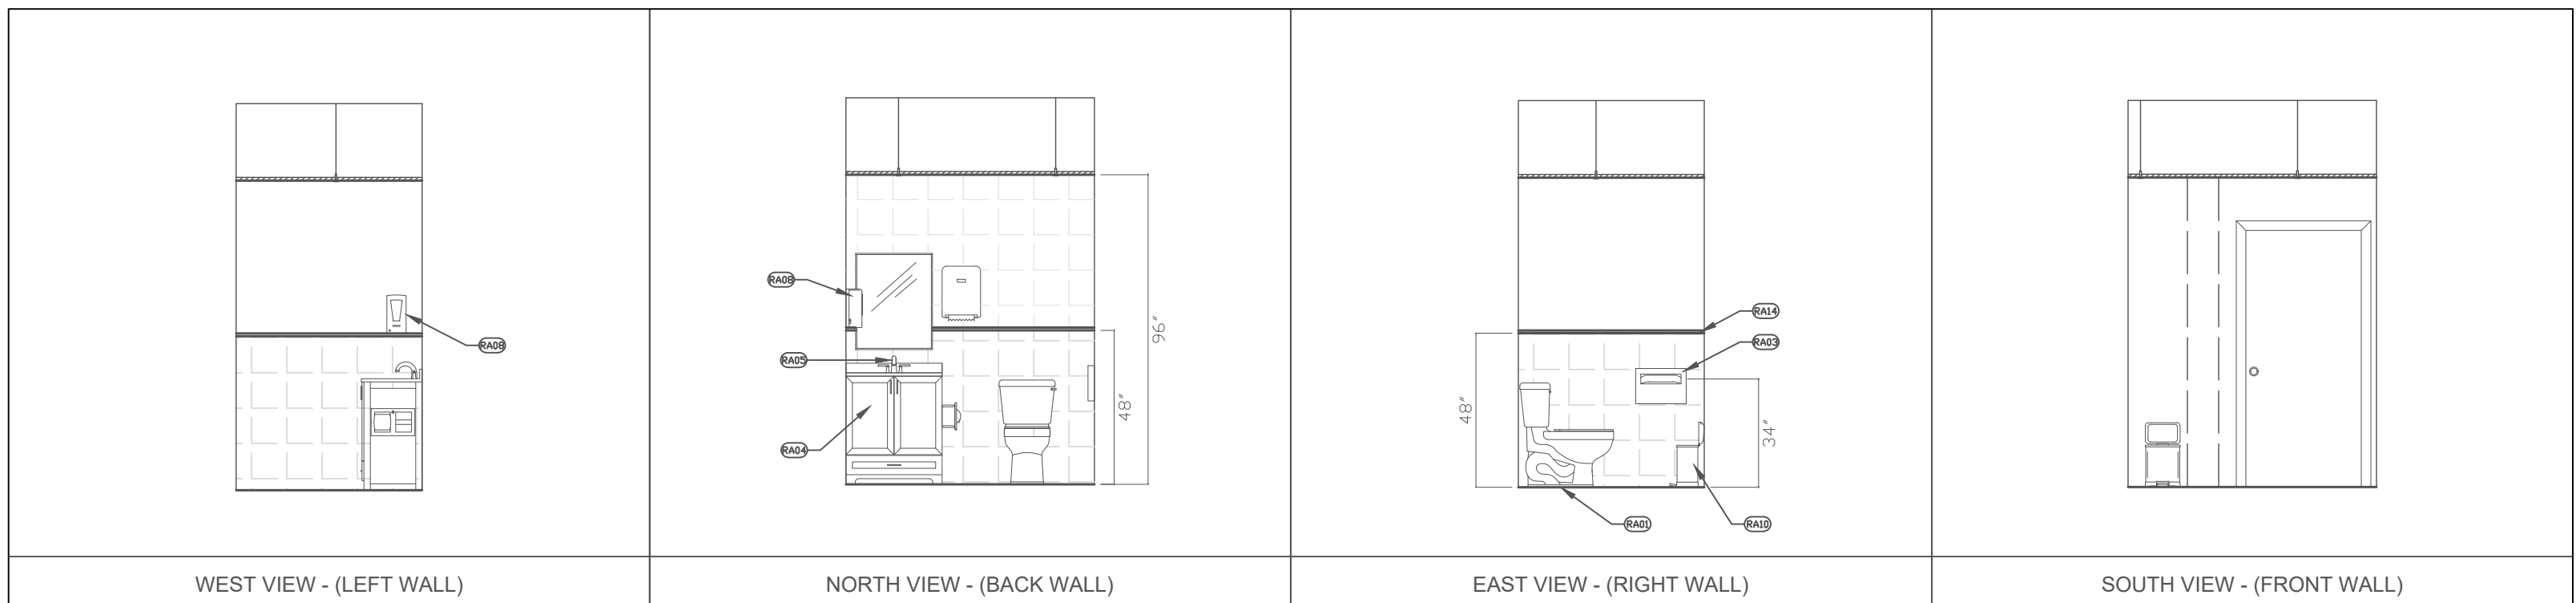 RA08
WEST VIEW - (LEFT WALL)
RA08
RA05
RA04
96"
48"
NORTH VIEW - (BACK WALL)
RA14
RA03
48"
34"
RA01
RA10
EAST VIEW - (RIGHT WALL)
SOUTH VIEW - (FRONT WALL)